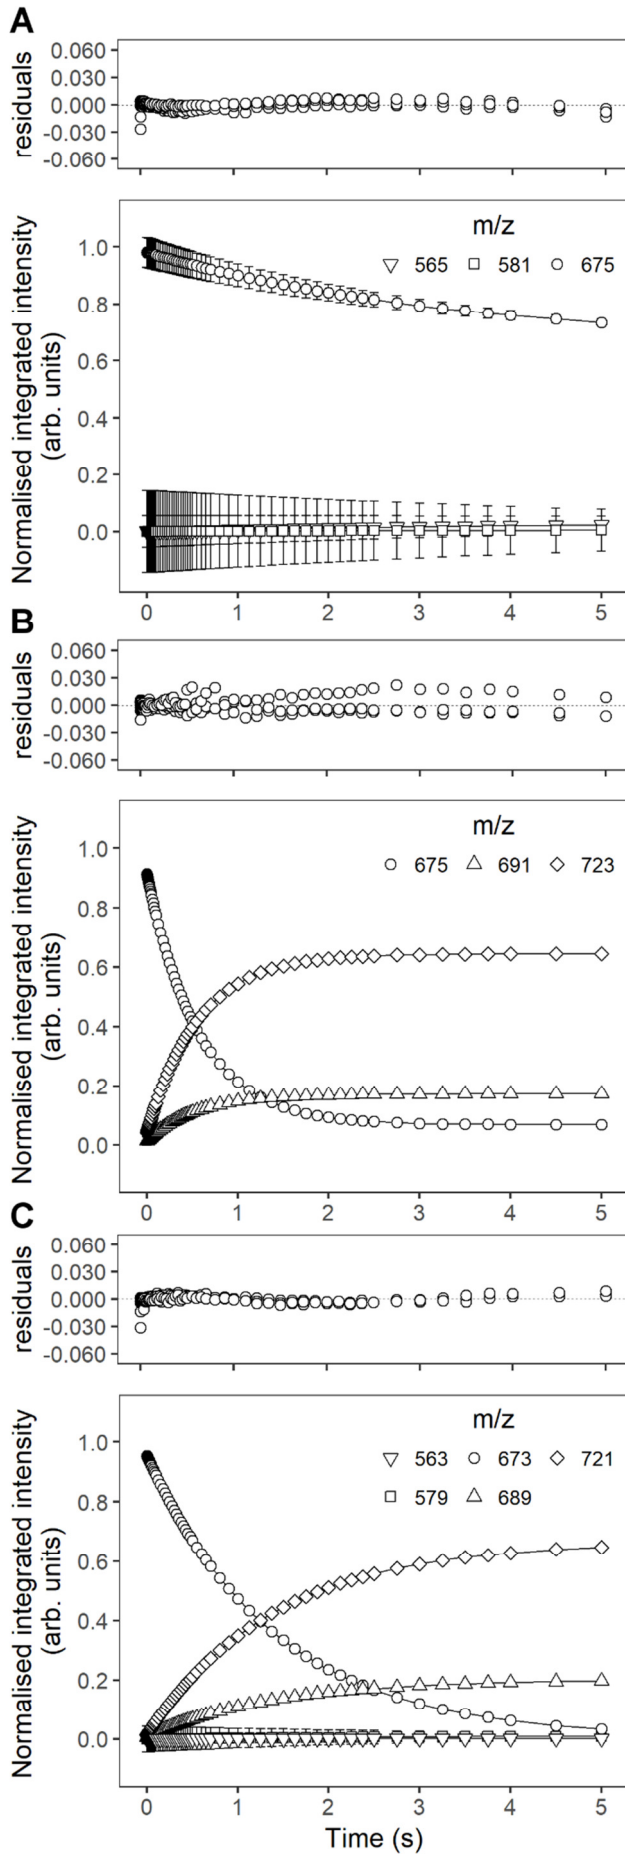 A
residuals
0.060
0.030
0.000
-0.030
-0.060
Normalised integrated intensity
(arb. units)
m/z
565 581 675
1.0
0.8
0.6
0.4
0.2
0.0
0 1 2 3 4 5
B
residuals
0.060
0.030
0.000
-0.030
-0.060
Normalised integrated intensity
(arb. units)
m/z
675 691 723
1.0
0.8
0.6
0.4
0.2
0.0
0 1 2 3 4 5
C
residuals
0.060
0.030
0.000
-0.030
-0.060
Normalised integrated intensity
(arb. units)
m/z
563 673 721
579 689
1.0
0.8
0.6
0.4
0.2
0.0
0 1 2 3 4 5
Time (s)